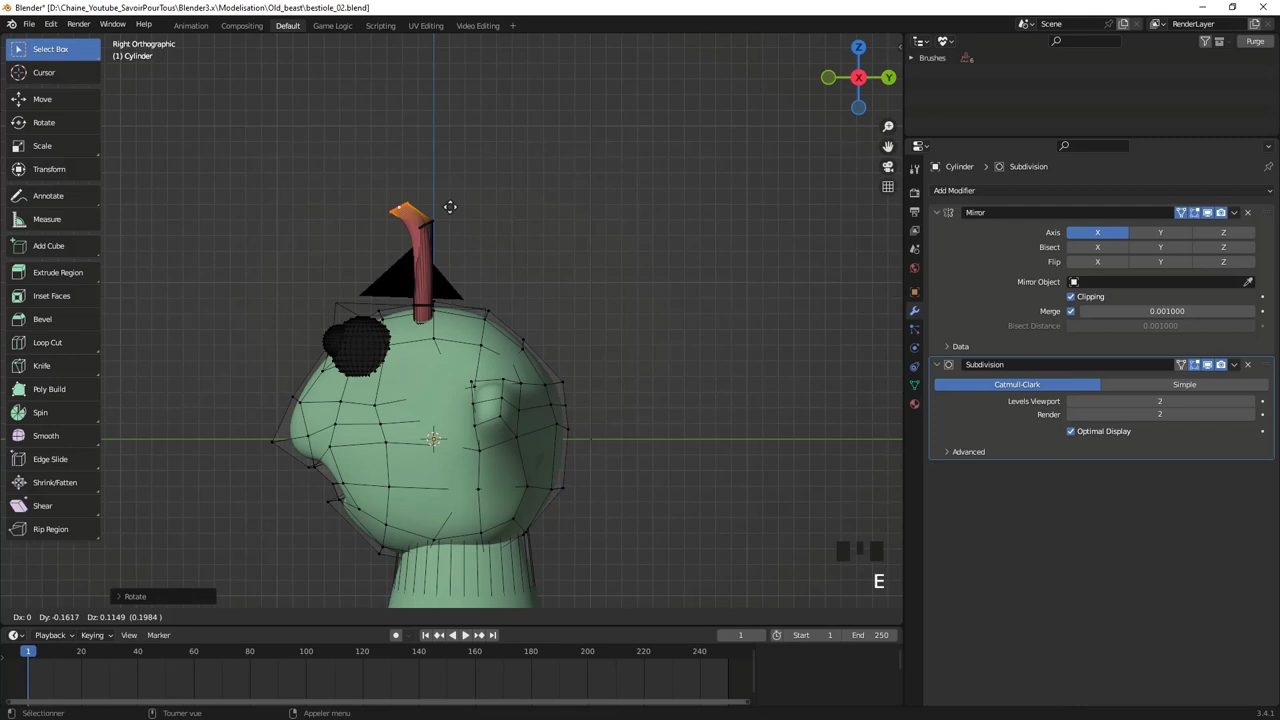 Blender* [D:\Chaine_Youtube_SavoirPourTous\Blender3.x\Modelisation\Old_beast\bestiole_02.blend]
File Edit Render Window Help Animation Compositing Default Game Logic Scripting UV Editing Video Editing Scene RenderLayer
Select Box
Cursor
Move
Rotate
Scale
Transform
Annotate
Measure
Add Cube
Extrude Region
Inset Faces
Bevel
Loop Cut
Knife
Poly Build
Spin
Smooth
Edge Slide
Shrink/Fatten
Shear
Rip Region
Right Orthographic
(1) Cylinder
Z
X
Y
E
Rotate
Dx: 0 Dy: -0.1617 Dz: 0.1149 (0.1984 )
Purge
Brushes 6
Cylinder Subdivision
Add Modifier
Mirror
Axis X Y Z
Bisect X Y Z
Flip X Y Z
Mirror Object
Clipping
Merge 0.001000
Bisect Distance 0.001000
Data
Subdivision
Catmull-Clark Simple
Levels Viewport 2
Render 2
Optimal Display
Advanced
Playback Keying View Marker 1 Start 1 End 250
1 20 40 60 80 100 120 140 160 180 200 220 240
Sélectionner Tourner vue Appeler menu 3.4.1